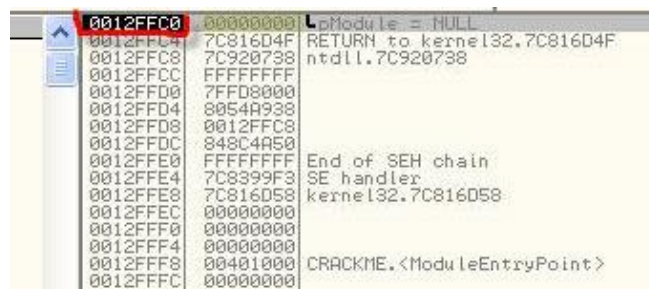 0012FFC0 00000000 pModule = NULL
0012FFC4 7C816D4F RETURN to kernel32.7C816D4F
0012FFC8 7C920738 ntdll.7C920738
0012FFCC FFFFFFFF
0012FFD0 7FFD8000
0012FFD4 8054A938
0012FFD8 0012FFC8
0012FFDC 848C4A50
0012FFE0 FFFFFFFF End of SEH chain
0012FFE4 7C8399F3 SE handler
0012FFE8 7C816D58 kernel32.7C816D58
0012FFEC 00000000
0012FFF0 00000000
0012FFF4 00000000
0012FFF8 00401000 CRACKME.<ModuleEntryPoint>
0012FFFC 00000000